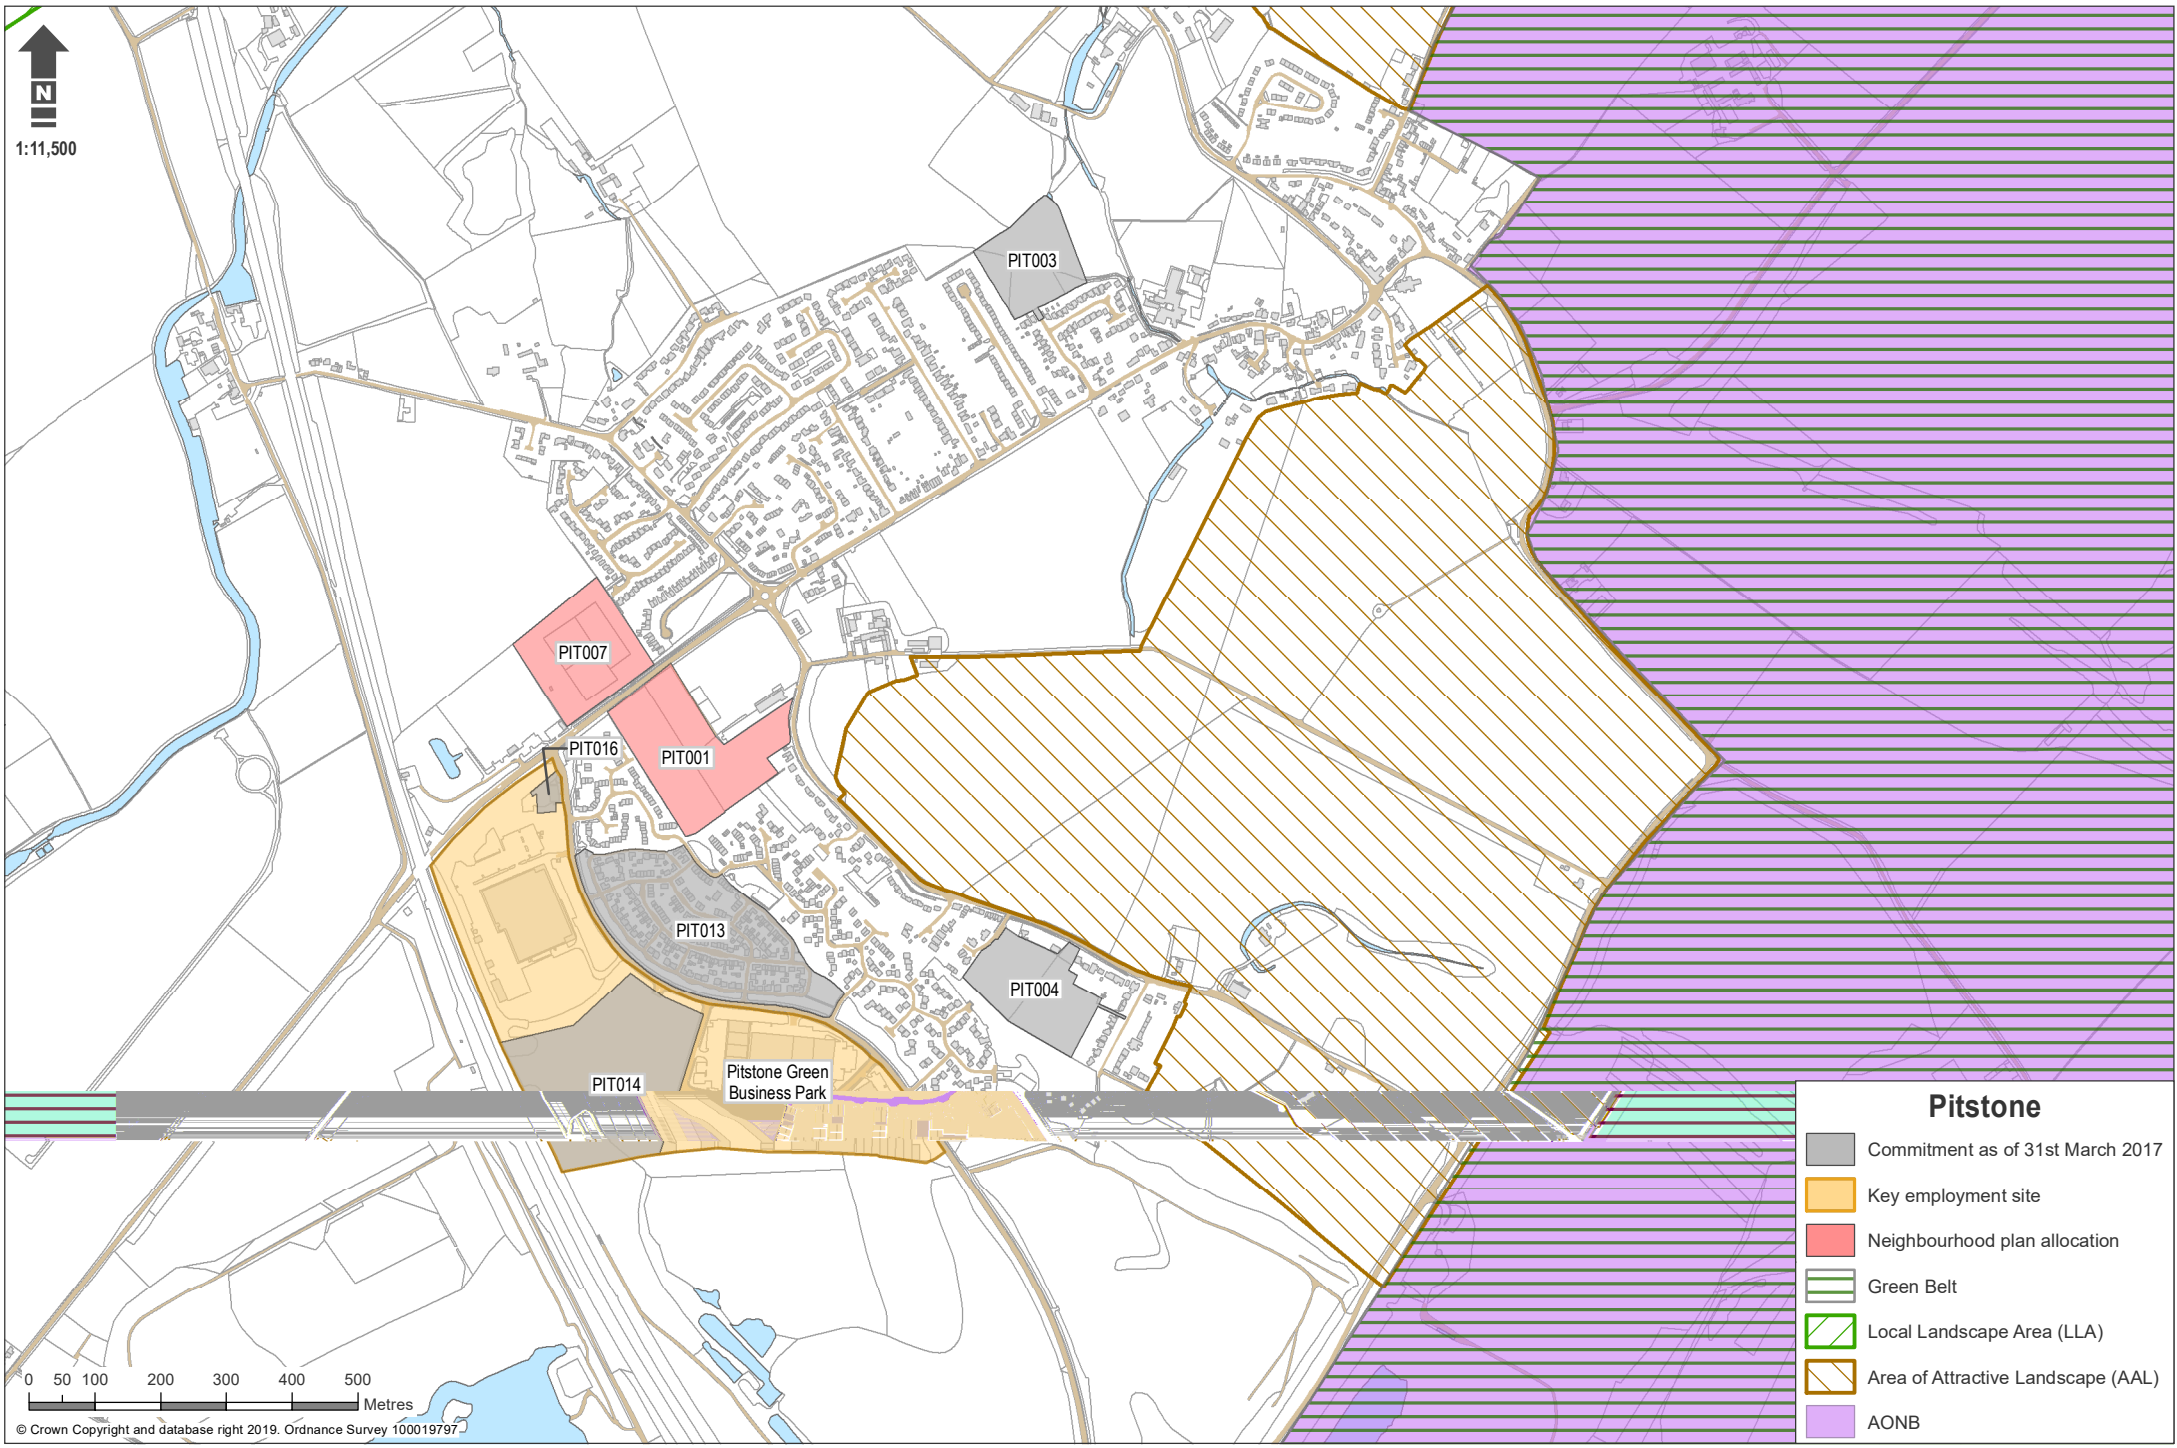 N
1:11,500
PIT003
PIT007
PIT016
PIT001
PIT013
PIT004
PIT014
Pitstone Green
Business Park
Pitstone
Commitment as of 31st March 2017
Key employment site
Neighbourhood plan allocation
Green Belt
Local Landscape Area (LLA)
Area of Attractive Landscape (AAL)
AONB
0 50 100 200 300 400 500
Metres
© Crown Copyright and database right 2019. Ordnance Survey 100019797